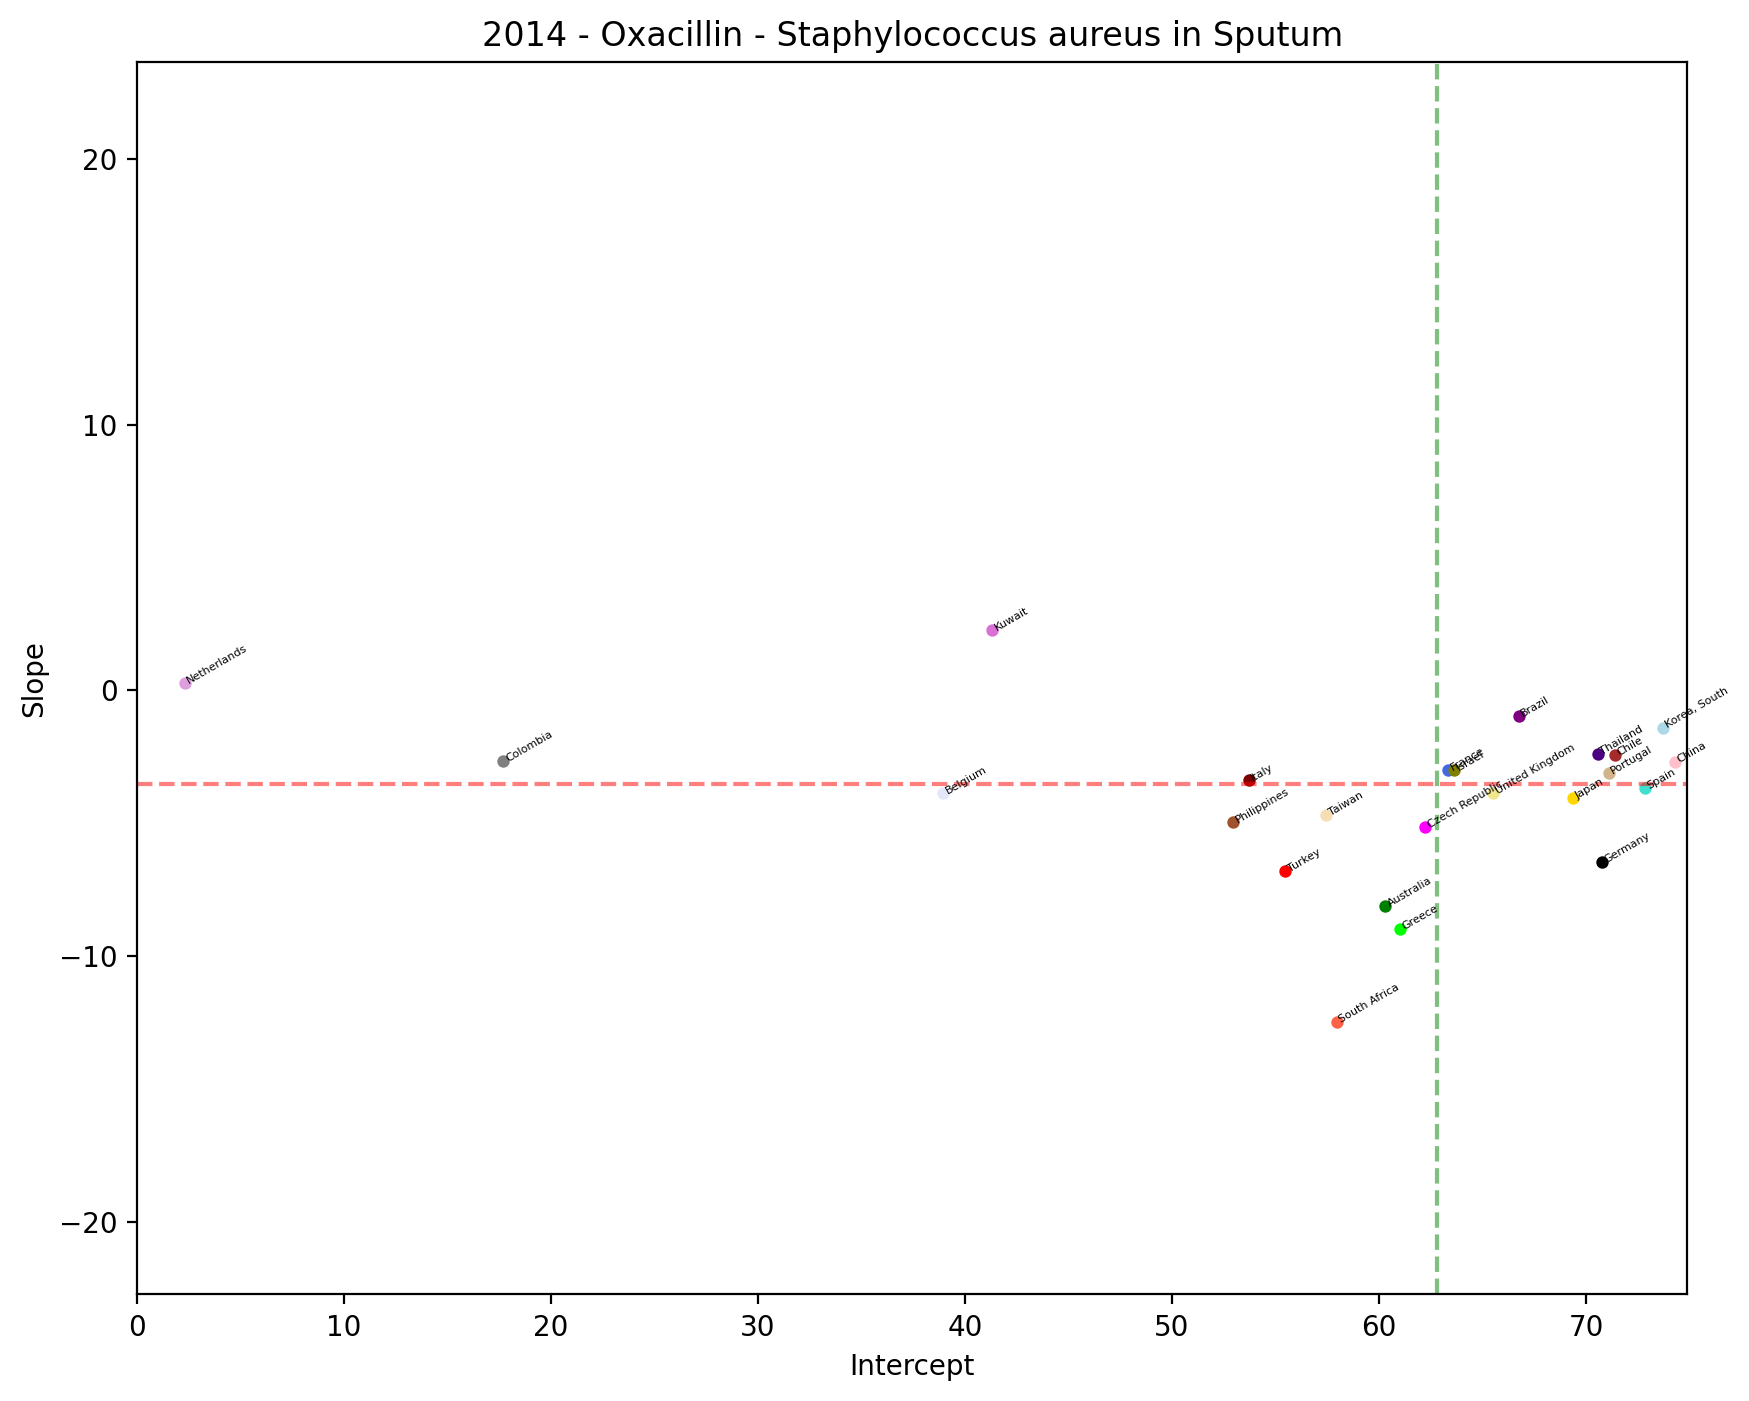 2014 - Oxacillin - Staphylococcus aureus in Sputum
20
10
0
−10
−20
Slope
Kuwait
Netherlands
Colombia
Belgium
Brazil
Korea, South
Thailand
Chile
China
France
Israel
Portugal
Italy
United Kingdom
Spain
Japan
Philippines
Taiwan
Czech Republic
Germany
Turkey
Australia
Greece
South Africa
0 10 20 30 40 50 60 70
Intercept